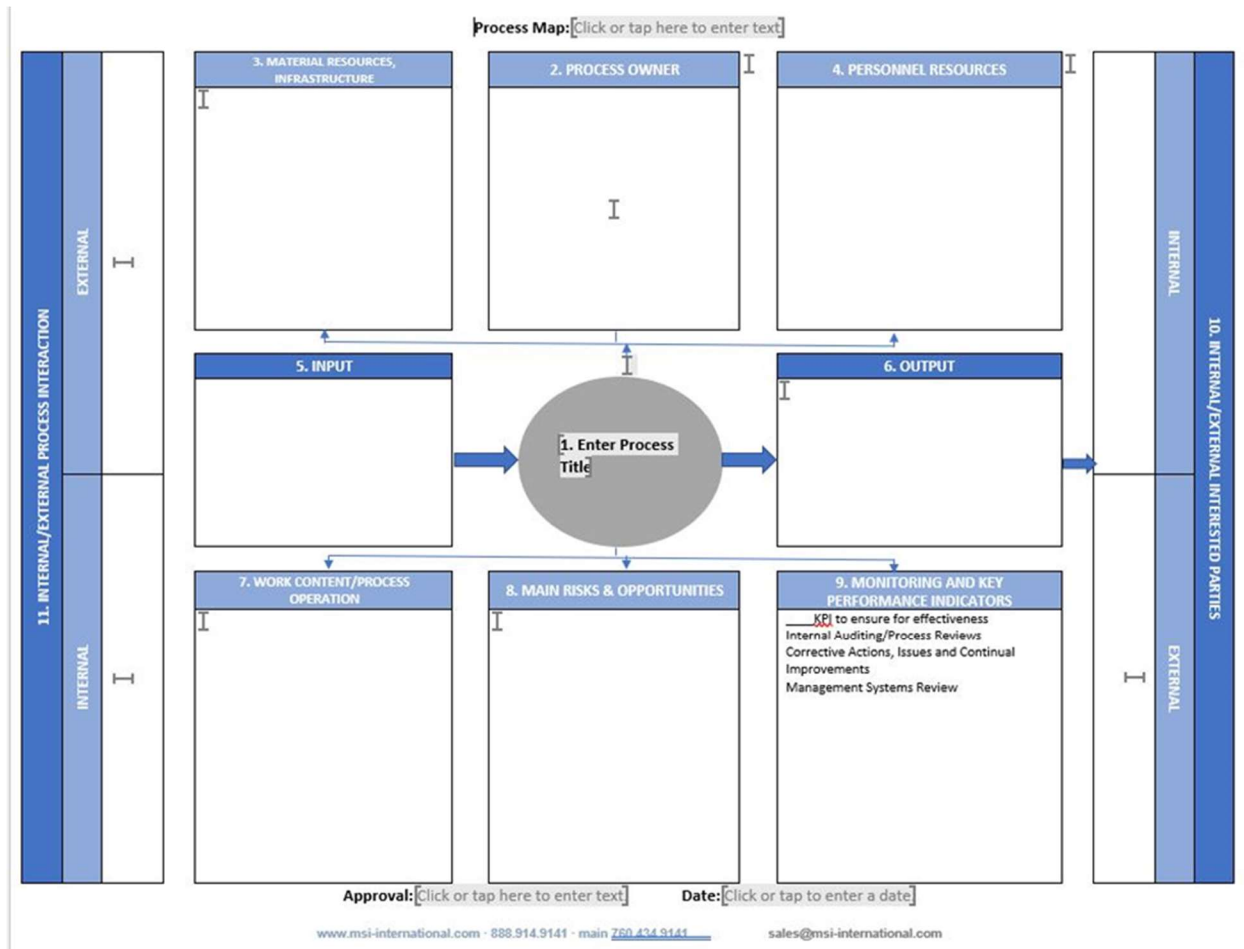 Process Map: Click or tap here to enter text
3. MATERIAL RESOURCES,
INFRASTRUCTURE
2. PROCESS OWNER
4. PERSONNEL RESOURCES
11. INTERNAL/EXTERNAL PROCESS INTERACTION
EXTERNAL
INTERNAL
INTERNAL
EXTERNAL
10. INTERNAL/EXTERNAL INTERESTED PARTIES
5. INPUT
1. Enter Process
Title
6. OUTPUT
7. WORK CONTENT/PROCESS
OPERATION
8. MAIN RISKS & OPPORTUNITIES
9. MONITORING AND KEY
PERFORMANCE INDICATORS
____KPI to ensure for effectiveness
Internal Auditing/Process Reviews
Corrective Actions, Issues and Continual
Improvements
Management Systems Review
Approval: Click or tap here to enter text
Date: Click or tap to enter a date
www.msi-international.com · 888.914.9141 · main 760.434.9141
sales@msi-international.com